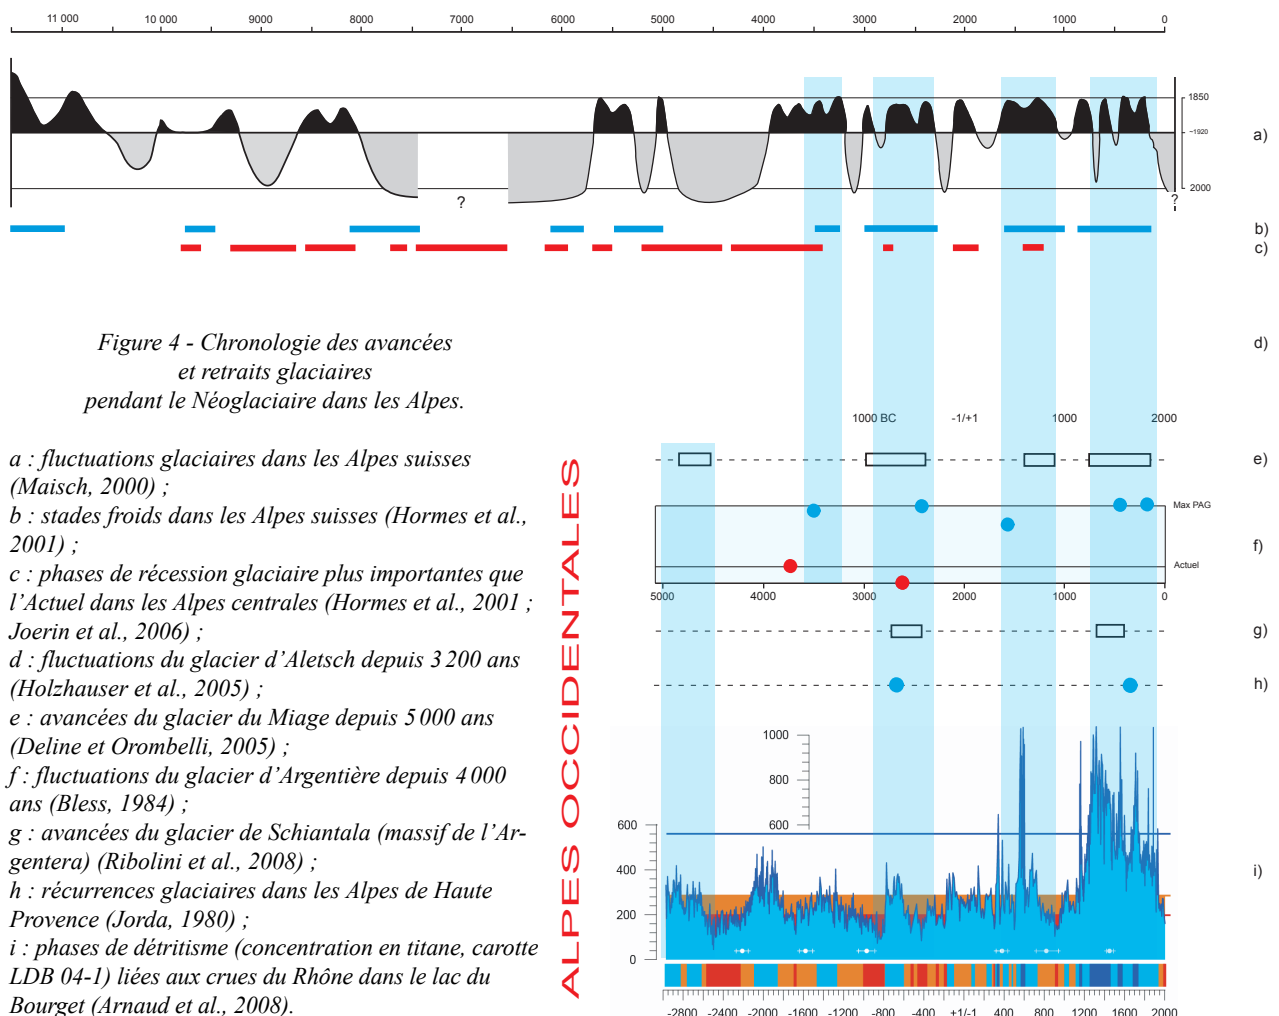 11 000 10 000 9000 8000 7000 6000 5000 4000 3000 2000 1000 0
1850
~1920
a)
2000
?
?
b)
c)
Figure 4 - Chronologie des avancées
et retraits glaciaires
pendant le Néoglaciaire dans les Alpes.
d)
1000 BC -1/+1 1000 2000
a : fluctuations glaciaires dans les Alpes suisses
(Maisch, 2000) ;
b : stades froids dans les Alpes suisses (Hormes et al.,
2001) ;
c : phases de récession glaciaire plus importantes que
l'Actuel dans les Alpes centrales (Hormes et al., 2001 ;
Joerin et al., 2006) ;
d : fluctuations du glacier d'Aletsch depuis 3 200 ans
(Holzhauser et al., 2005) ;
e : avancées du glacier du Miage depuis 5 000 ans
(Deline et Orombelli, 2005) ;
f : fluctuations du glacier d'Argentière depuis 4 000
ans (Bless, 1984) ;
g : avancées du glacier de Schiantala (massif de l'Ar-
gentera) (Ribolini et al., 2008) ;
h : récurrences glaciaires dans les Alpes de Haute
Provence (Jorda, 1980) ;
i : phases de détritisme (concentration en titane, carotte
LDB 04-1) liées aux crues du Rhône dans le lac du
Bourget (Arnaud et al., 2008).
ALPES OCCIDENTALES
e)
Max PAG
f)
Actuel
5000 4000 3000 2000 1000 0
g)
h)
1000
800
600
600
400
200
0
i)
-2800 -2400 -2000 -1600 -1200 -800 -400 +1/-1 400 800 1200 1600 2000